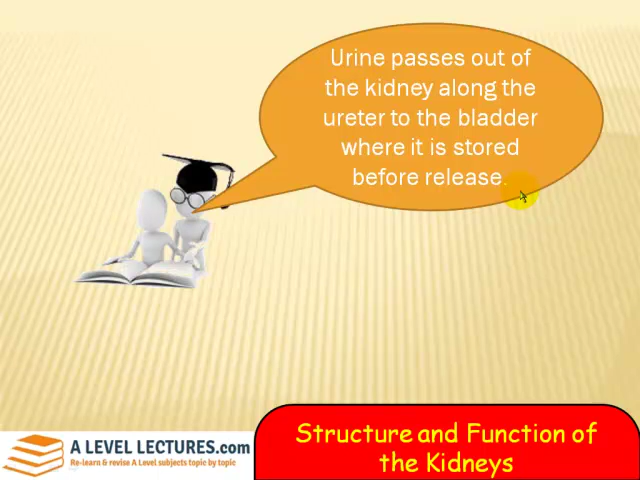 Urine passes out of
the kidney along the
ureter to the bladder
where it is stored
before release.
A LEVEL LECTURES.com
Re-learn & revise A Level subjects topic by topic
Structure and Function of
the Kidneys